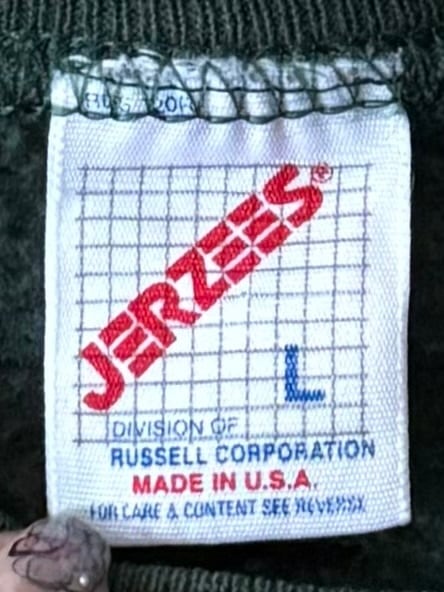 JERZEES®
L
DIVISION OF
RUSSELL CORPORATION
MADE IN U.S.A.
FOR CARE & CONTENT SEE REVERSE